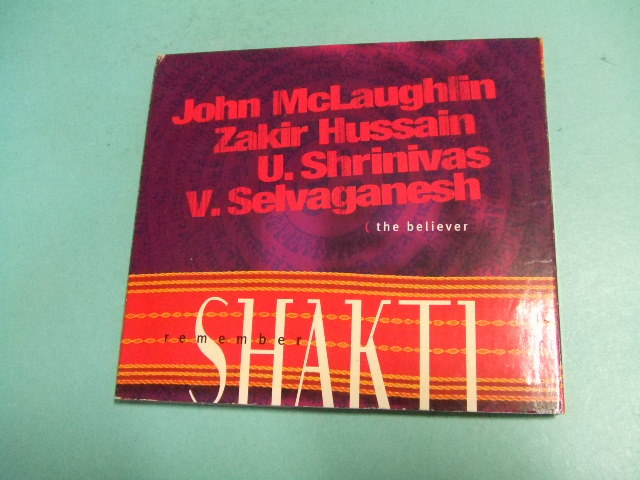 John McLaughlin
Zakir Hussain
U. Shrinivas
V. Selvaganesh
( the believer
remember
SHAKTI